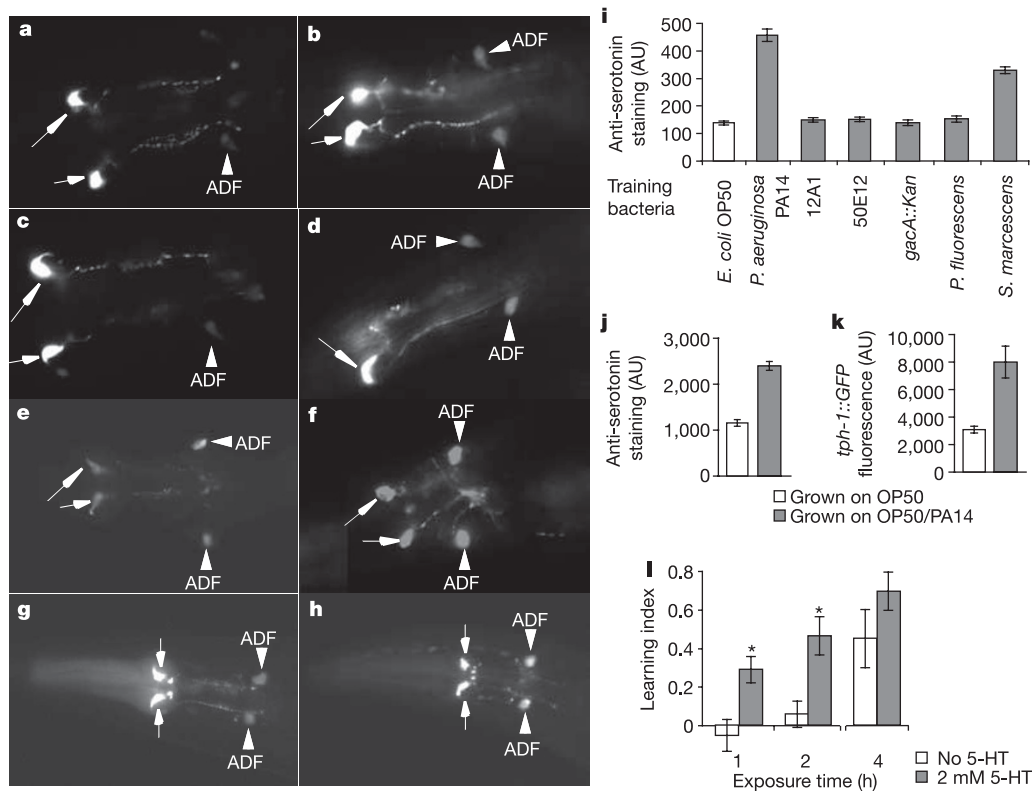 a
ADF
b
ADF
ADF
c
ADF
d
ADF
ADF
e
ADF
ADF
f
ADF
ADF
g
ADF
ADF
h
ADF
ADF
i
Anti-serotonin
staining (AU)
500
400
300
200
100
0
Training
bacteria
E. coli OP50
P. aeruginosa
PA14
12A1
50E12
gacA::Kan
P. fluorescens
S. marcescens
j
Anti-serotonin
staining (AU)
3,000
2,000
1,000
0
k
tph-1::GFP
fluorescence (AU)
10,000
8,000
6,000
4,000
2,000
0
Grown on OP50
Grown on OP50/PA14
l
Learning index
0.8
0.6
0.4
0.2
0
*
*
1
2
4
Exposure time (h)
No 5-HT
2 mM 5-HT